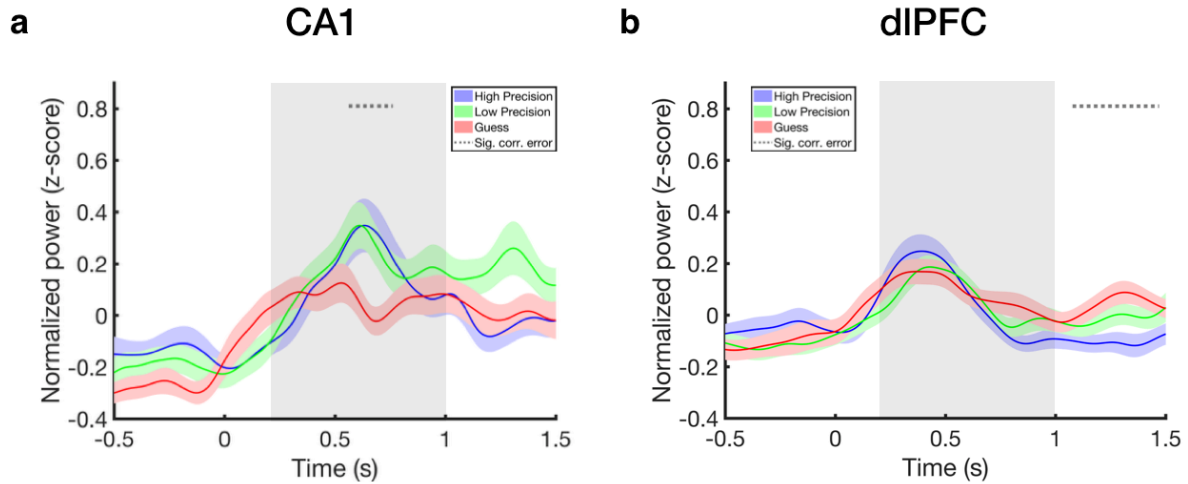 a
CA1
Normalized power (z-score)
0.8
0.6
0.4
0.2
0
-0.2
-0.4
-0.5
0
0.5
1
1.5
Time (s)
High Precision
Low Precision
Guess
Sig. corr. error
b
dlPFC
Normalized power (z-score)
0.8
0.6
0.4
0.2
0
-0.2
-0.4
-0.5
0
0.5
1
1.5
Time (s)
High Precision
Low Precision
Guess
Sig. corr. error